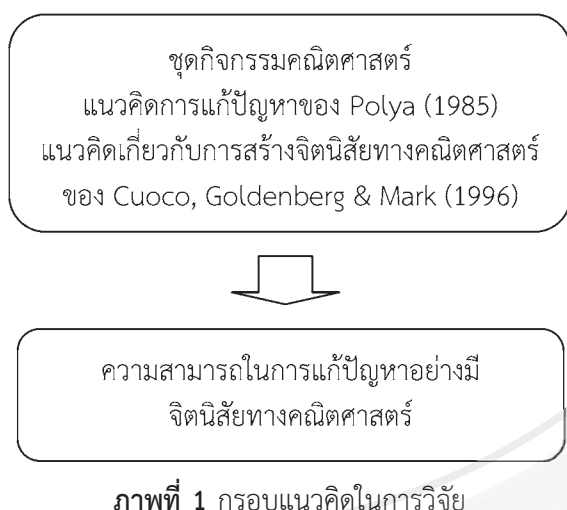 ชุดกิจกรรมคณิตศาสตร์
แนวคิดการแก้ปัญหาของ Polya (1985)
แนวคิดเกี่ยวกับการสร้างจิตนิสัยทางคณิตศาสตร์
ของ Cuoco, Goldenberg & Mark (1996)
ความสามารถในการแก้ปัญหาอย่างมี
จิตนิสัยทางคณิตศาสตร์
ภาพที่ 1 กรอบแนวคิดในการวิจัย